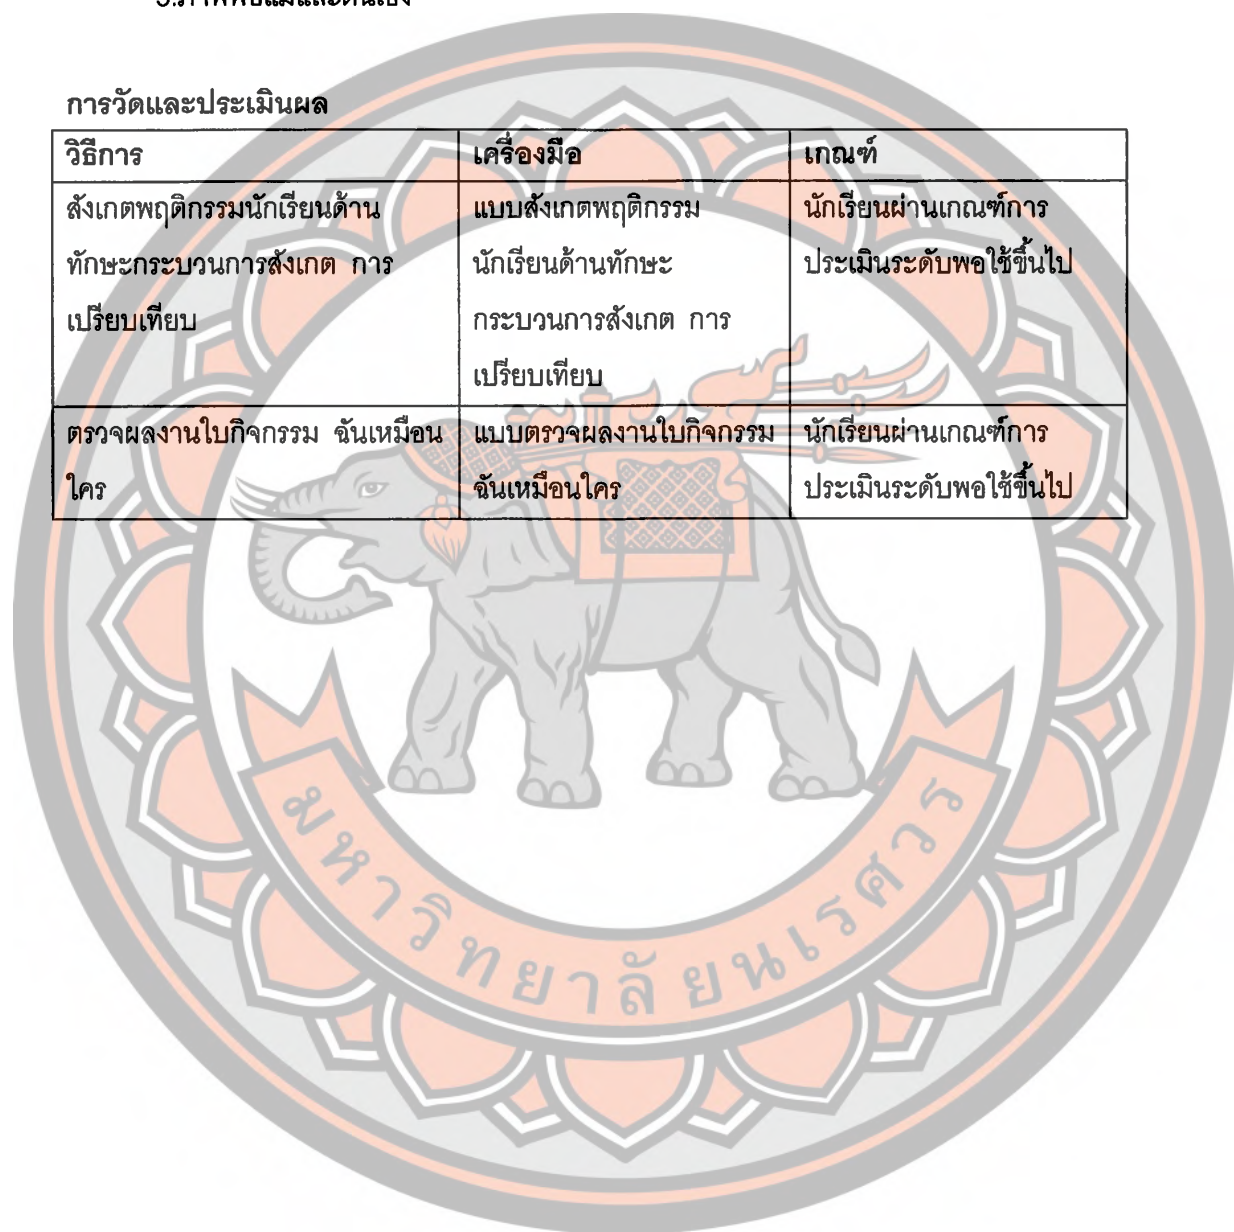 การวัดและประเมินผล
วิธีการ เครื่องมือ เกณฑ์
สังเกตพฤติกรรมนักเรียนด้าน แบบสังเกตพฤติกรรม นักเรียนผ่านเกณฑ์การ
ทักษะกระบวนการสังเกต การ นักเรียนด้านทักษะ ประเมินระดับพอใช้ขึ้นไป
เปรียบเทียบ กระบวนการสังเกต การ
เปรียบเทียบ
ตรวจผลงานใบกิจกรรม ฉันเหมือน แบบตรวจผลงานใบกิจกรรม นักเรียนผ่านเกณฑ์การ
ใคร ฉันเหมือนใคร ประเมินระดับพอใช้ขึ้นไป
มหาวิทยาลัยนเรศวร